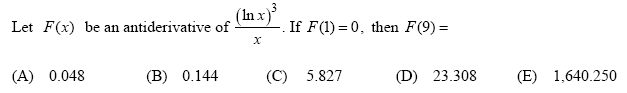 Let F(x) be an antiderivative of (ln x)³/x. If F(1) = 0, then F(9) =
(A) 0.048 (B) 0.144 (C) 5.827 (D) 23.308 (E) 1,640.250